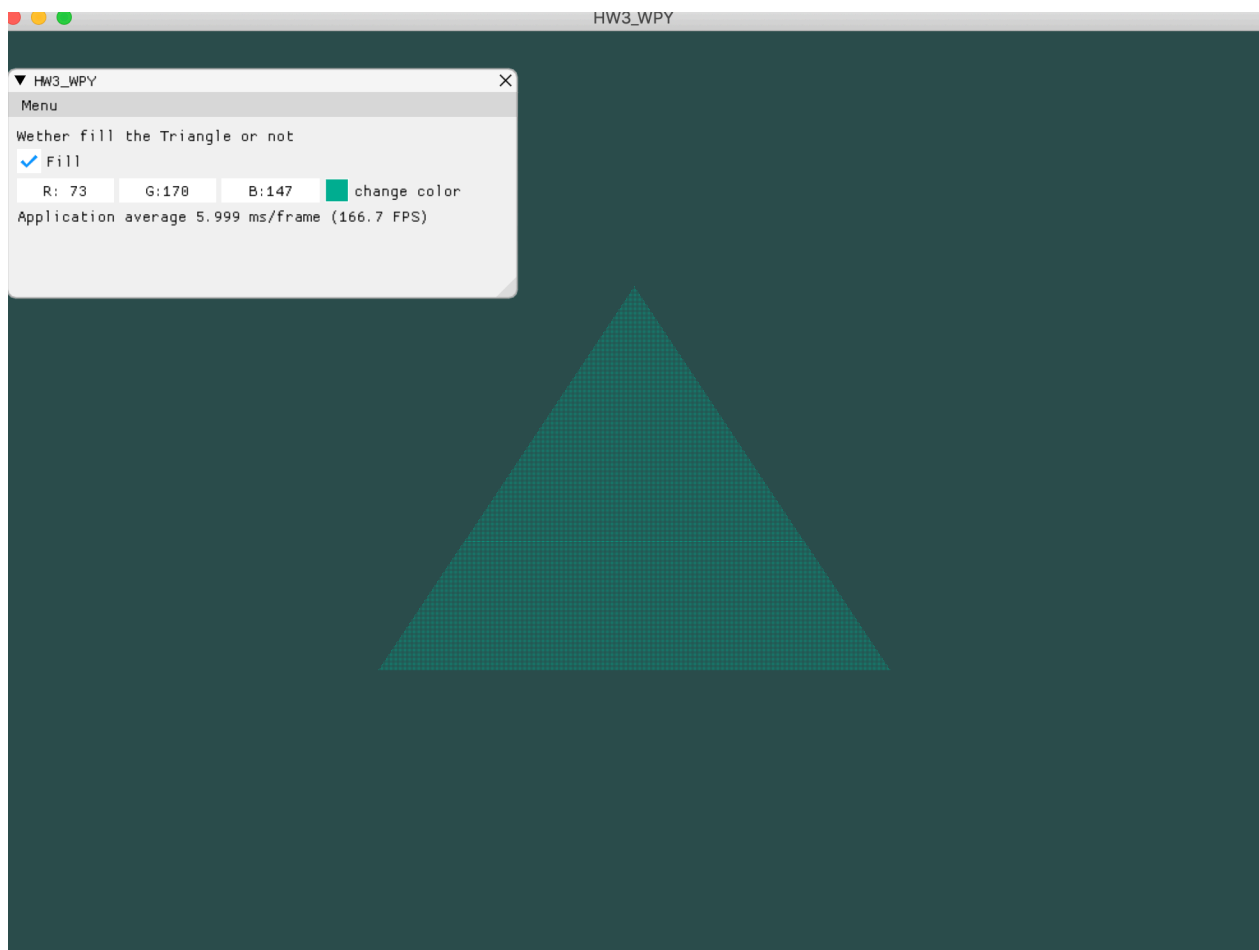 HW3_WPY
HW3_WPY
Menu
Wether fill the Triangle or not
Fill
R: 73 G:170 B:147 change color
Application average 5.999 ms/frame (166.7 FPS)